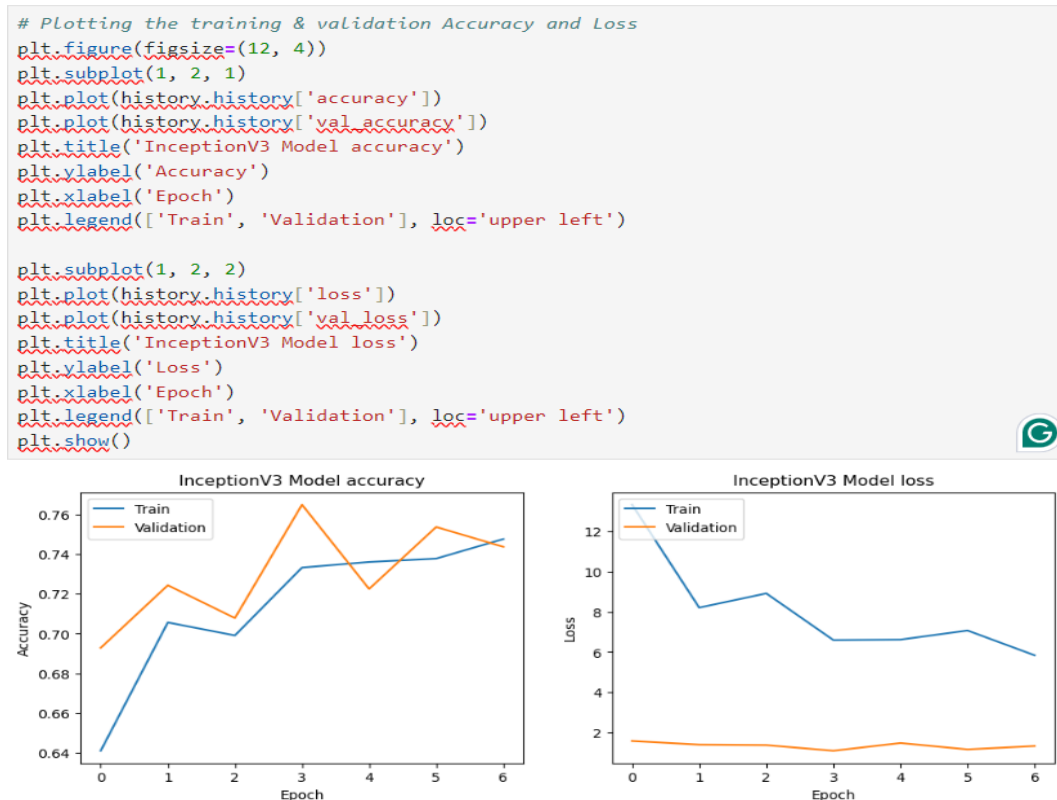 # Plotting the training & validation Accuracy and Loss
plt.figure(figsize=(12, 4))
plt.subplot(1, 2, 1)
plt.plot(history.history['accuracy'])
plt.plot(history.history['val_accuracy'])
plt.title('InceptionV3 Model accuracy')
plt.ylabel('Accuracy')
plt.xlabel('Epoch')
plt.legend(['Train', 'Validation'], loc='upper left')
plt.subplot(1, 2, 2)
plt.plot(history.history['loss'])
plt.plot(history.history['val_loss'])
plt.title('InceptionV3 Model loss')
plt.ylabel('Loss')
plt.xlabel('Epoch')
plt.legend(['Train', 'Validation'], loc='upper left')
plt.show()
G
InceptionV3 Model accuracy
Train
Validation
0.76
0.74
0.72
0.70
0.68
0.66
0.64
Accuracy
0 1 2 3 4 5 6
Epoch
InceptionV3 Model loss
Train
Validation
12
10
8
6
4
2
Loss
0 1 2 3 4 5 6
Epoch